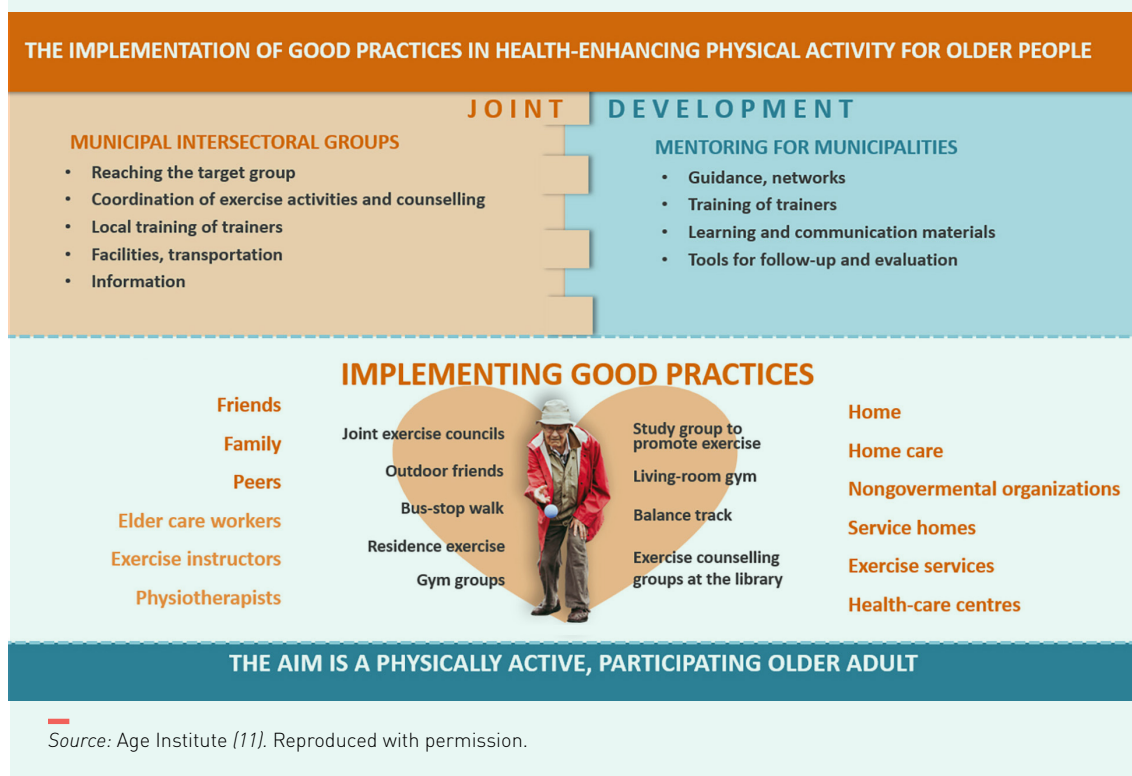 THE IMPLEMENTATION OF GOOD PRACTICES IN HEALTH-ENHANCING PHYSICAL ACTIVITY FOR OLDER PEOPLE
JOINT DEVELOPMENT
MUNICIPAL INTERSECTORAL GROUPS
• Reaching the target group
• Coordination of exercise activities and counselling
• Local training of trainers
• Facilities, transportation
• Information
MENTORING FOR MUNICIPALITIES
• Guidance, networks
• Training of trainers
• Learning and communication materials
• Tools for follow-up and evaluation
IMPLEMENTING GOOD PRACTICES
Friends
Family
Peers
Elder care workers
Exercise instructors
Physiotherapists
Joint exercise councils
Outdoor friends
Bus-stop walk
Residence exercise
Gym groups
Study group to
promote exercise
Living-room gym
Balance track
Exercise counselling
groups at the library
Home
Home care
Nongovermental organizations
Service homes
Exercise services
Health-care centres
THE AIM IS A PHYSICALLY ACTIVE, PARTICIPATING OLDER ADULT
Source: Age Institute (11). Reproduced with permission.